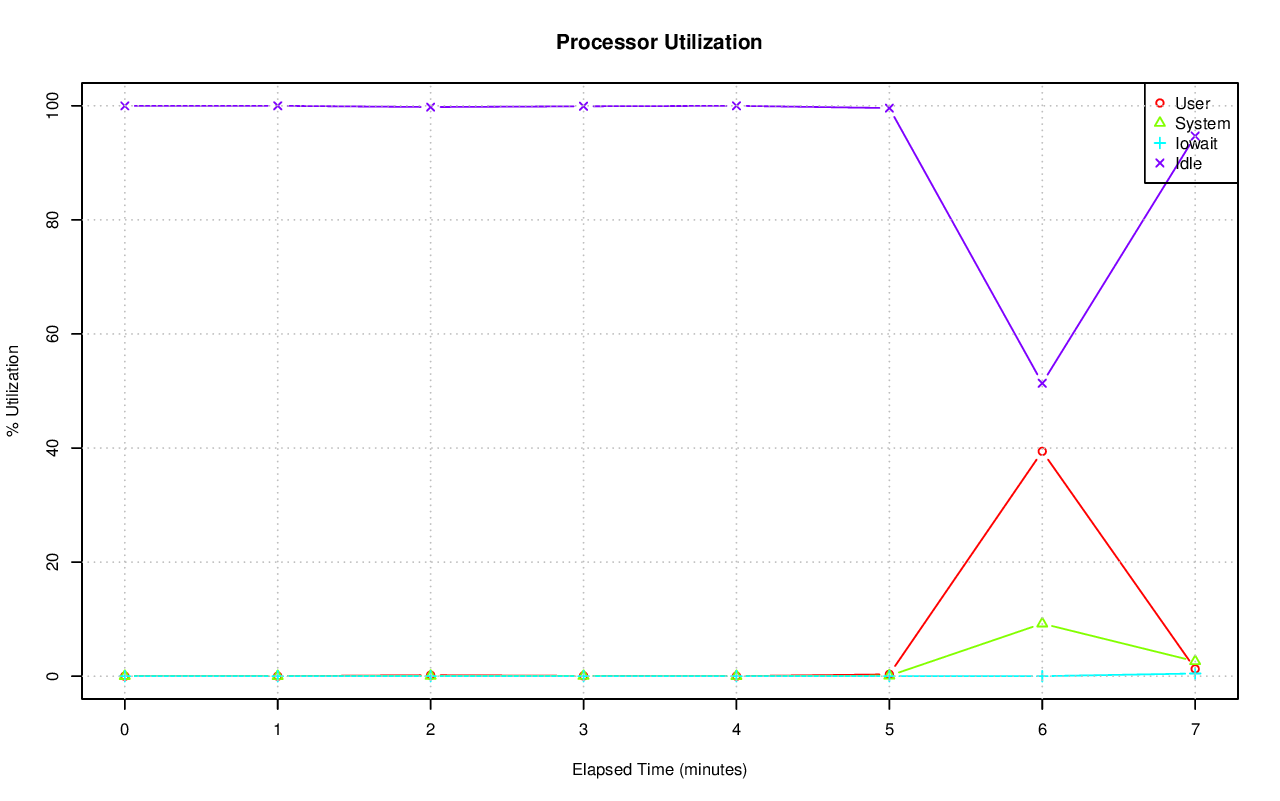 Processor Utilization
100
80
60
40
20
0
% Utilization
User
System
Iowait
Idle
0 1 2 3 4 5 6 7
Elapsed Time (minutes)